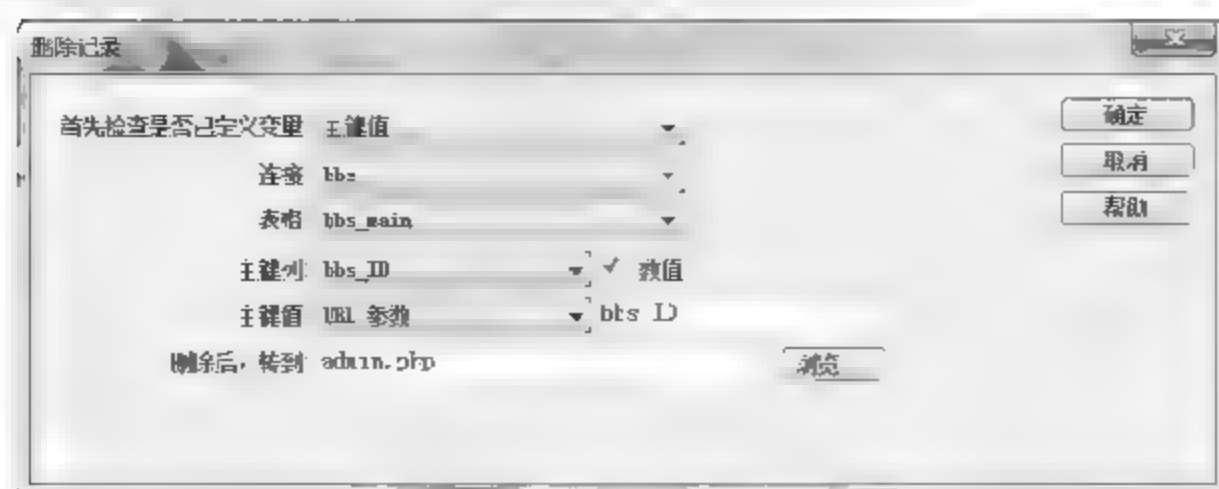 删除记录
首先检查是否已定义变量 主键值
确定
连接 bbs
取消
表格 bbs_main
帮助
主键列: bbs_ID ✓ 数值
主键值 URL 参数 bbs_ID
删除后，转到: admin.php 浏览